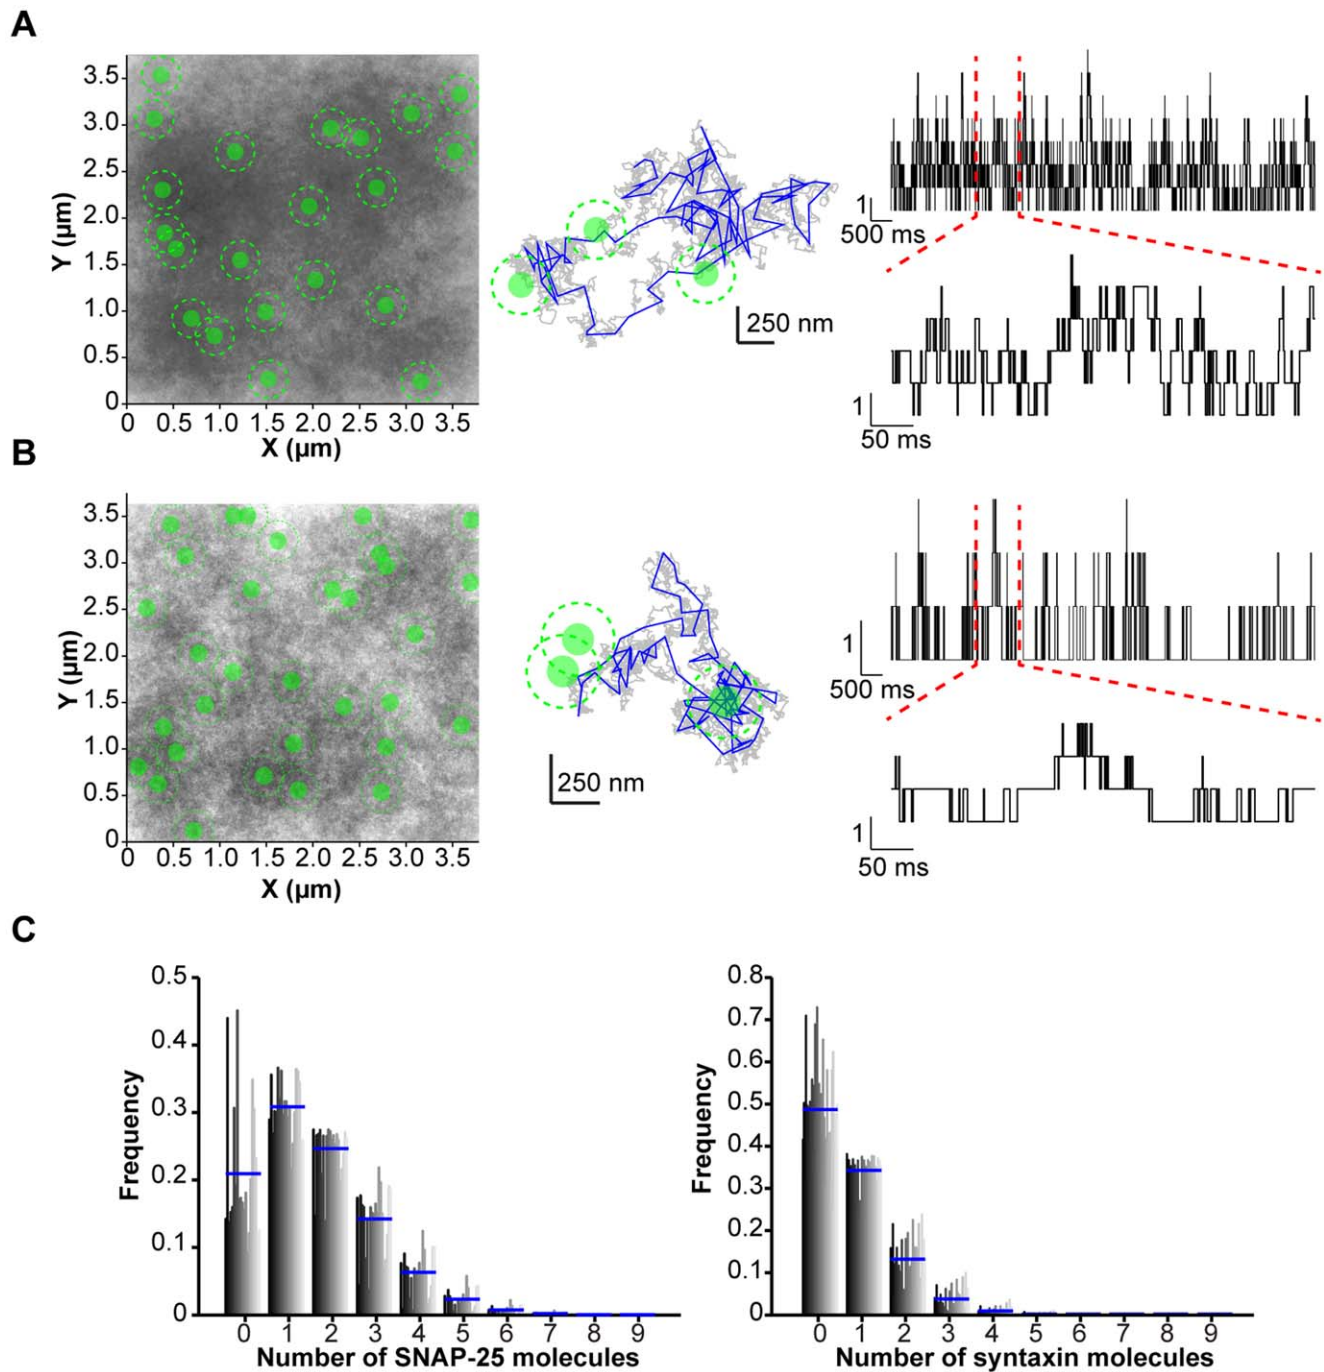 A
3.5
3.0
2.5
2.0
1.5
1.0
0.5
0
Y (µm)
0 0.5 1.0 1.5 2.0 2.5 3.0 3.5
X (µm)
250 nm
1
500 ms
1
50 ms
B
3.5
3.0
2.5
2.0
1.5
1.0
0.5
0
Y (µm)
0 0.5 1.0 1.5 2.0 2.5 3.0 3.5
X (µm)
250 nm
1
500 ms
1
50 ms
C
0.5
0.4
0.3
0.2
0.1
0
Frequency
0 1 2 3 4 5 6 7 8 9
Number of SNAP-25 molecules
0.8
0.7
0.6
0.5
0.4
0.3
0.2
0.1
0
Frequency
0 1 2 3 4 5 6 7 8 9
Number of syntaxin molecules